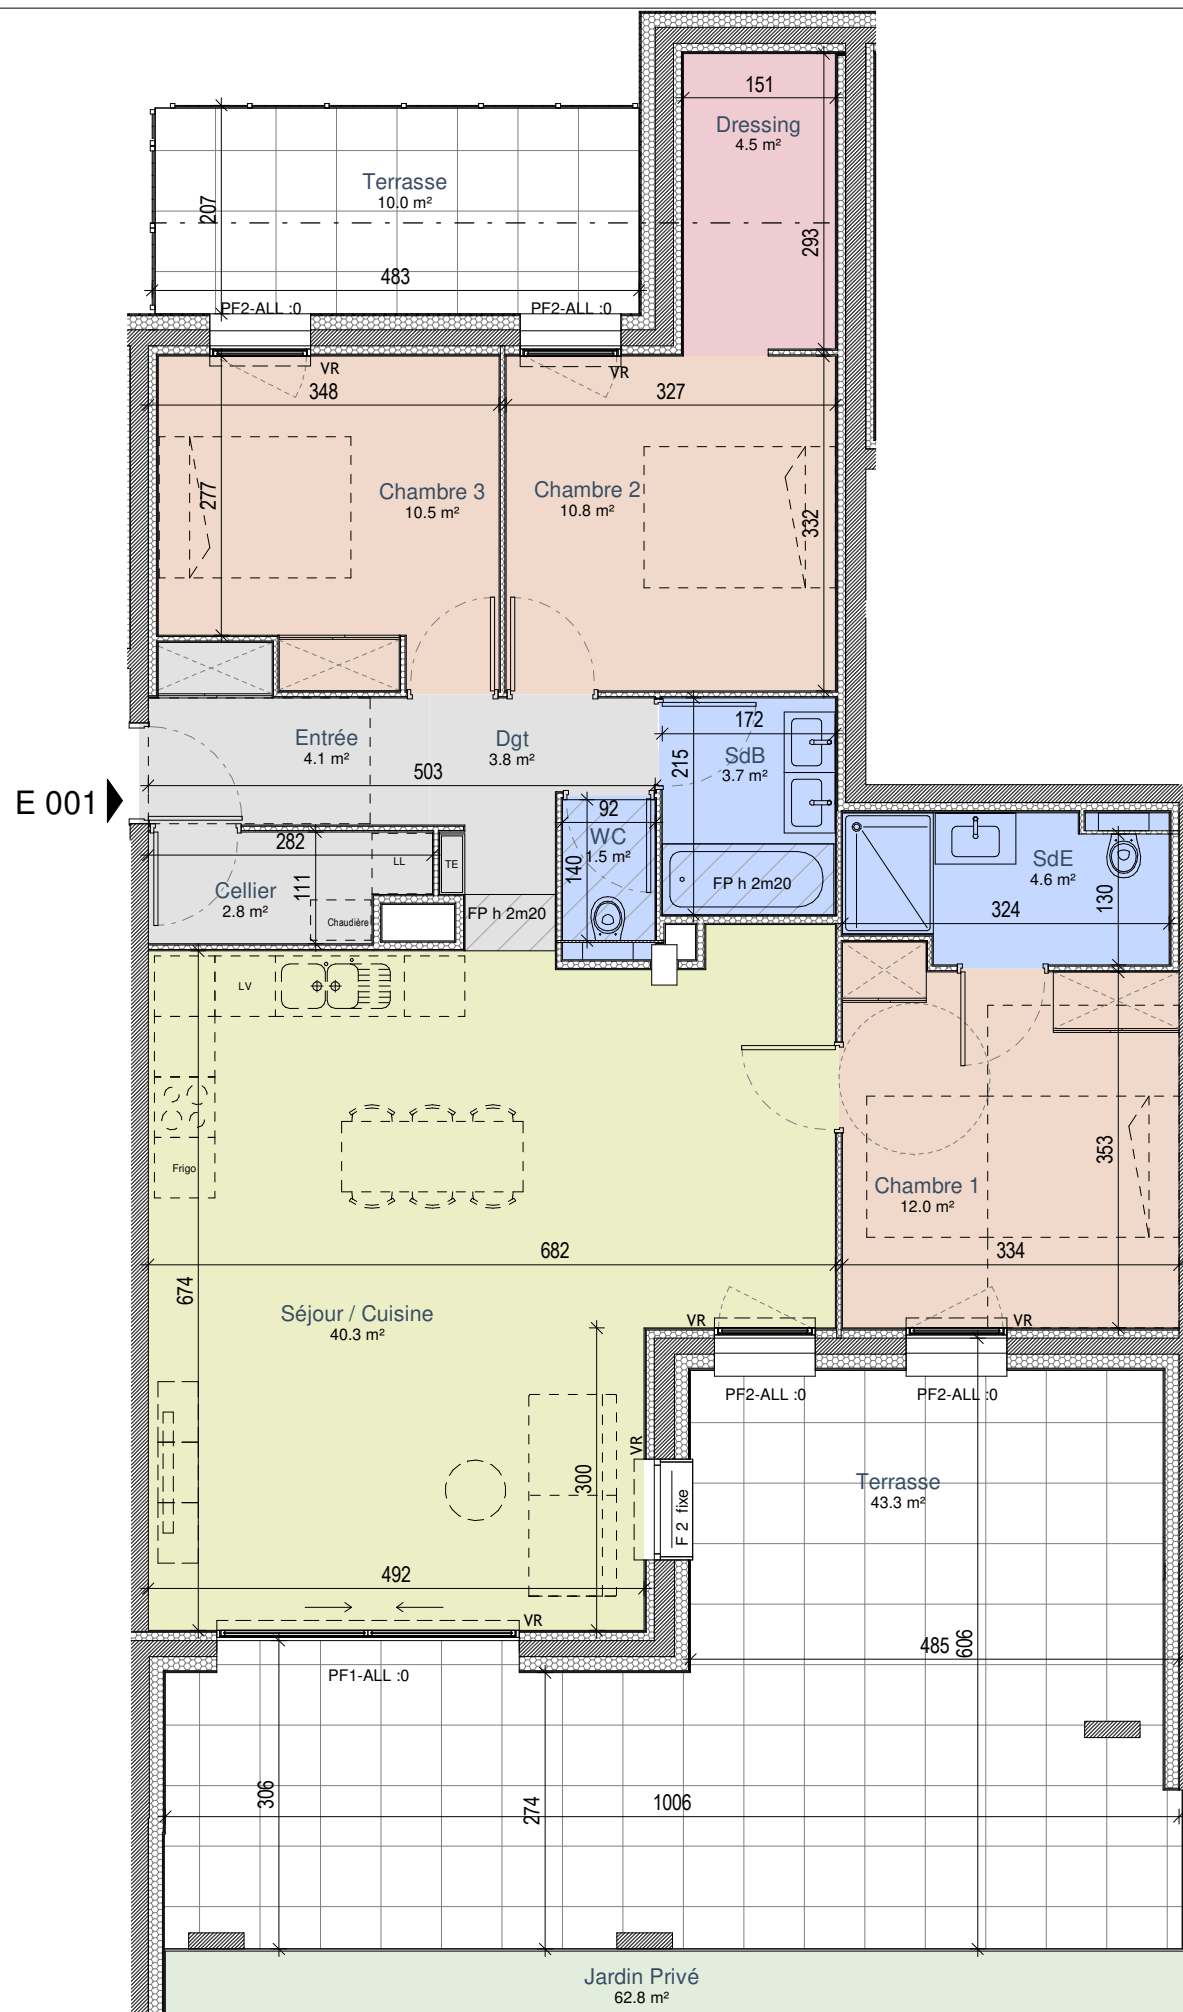 151
Dressing
4.5 m²
293
Terrasse
10.0 m²
207
483
PF2-ALL :0
PF2-ALL :0
VR
VR
348
327
277
332
Chambre 3
10.5 m²
Chambre 2
10.8 m²
Entrée
4.1 m²
Dgt
3.8 m²
503
E 001
172
215
SdB
3.7 m²
92
WC
1.5 m²
140
FP h 2m20
282
111
LL
TE
Cellier
2.8 m²
Chaudière
FP h 2m20
SdE
4.6 m²
324
130
LV
Frigo
353
Chambre 1
12.0 m²
334
682
674
Séjour / Cuisine
40.3 m²
VR
VR
PF2-ALL :0
PF2-ALL :0
VR
300
F 2 fixe
Terrasse
43.3 m²
492
VR
PF1-ALL :0
485
606
306
274
1006
Jardin Privé
62.8 m²